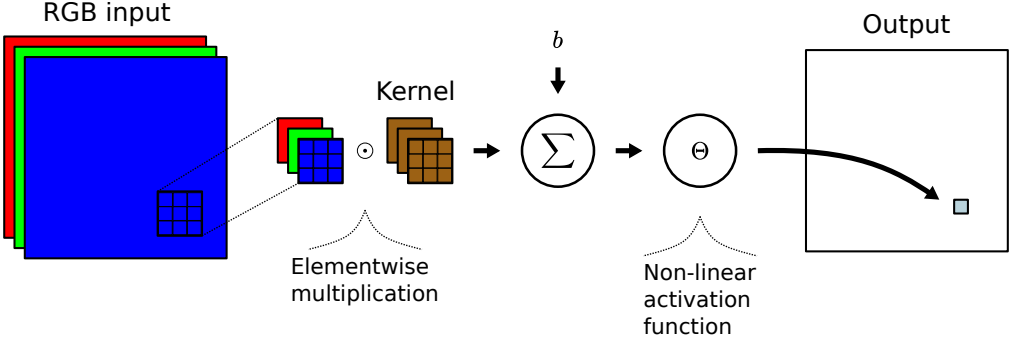 RGB input
Kernel
b
Output
⊙
∑
Θ
Elementwise
multiplication
Non-linear
activation
function